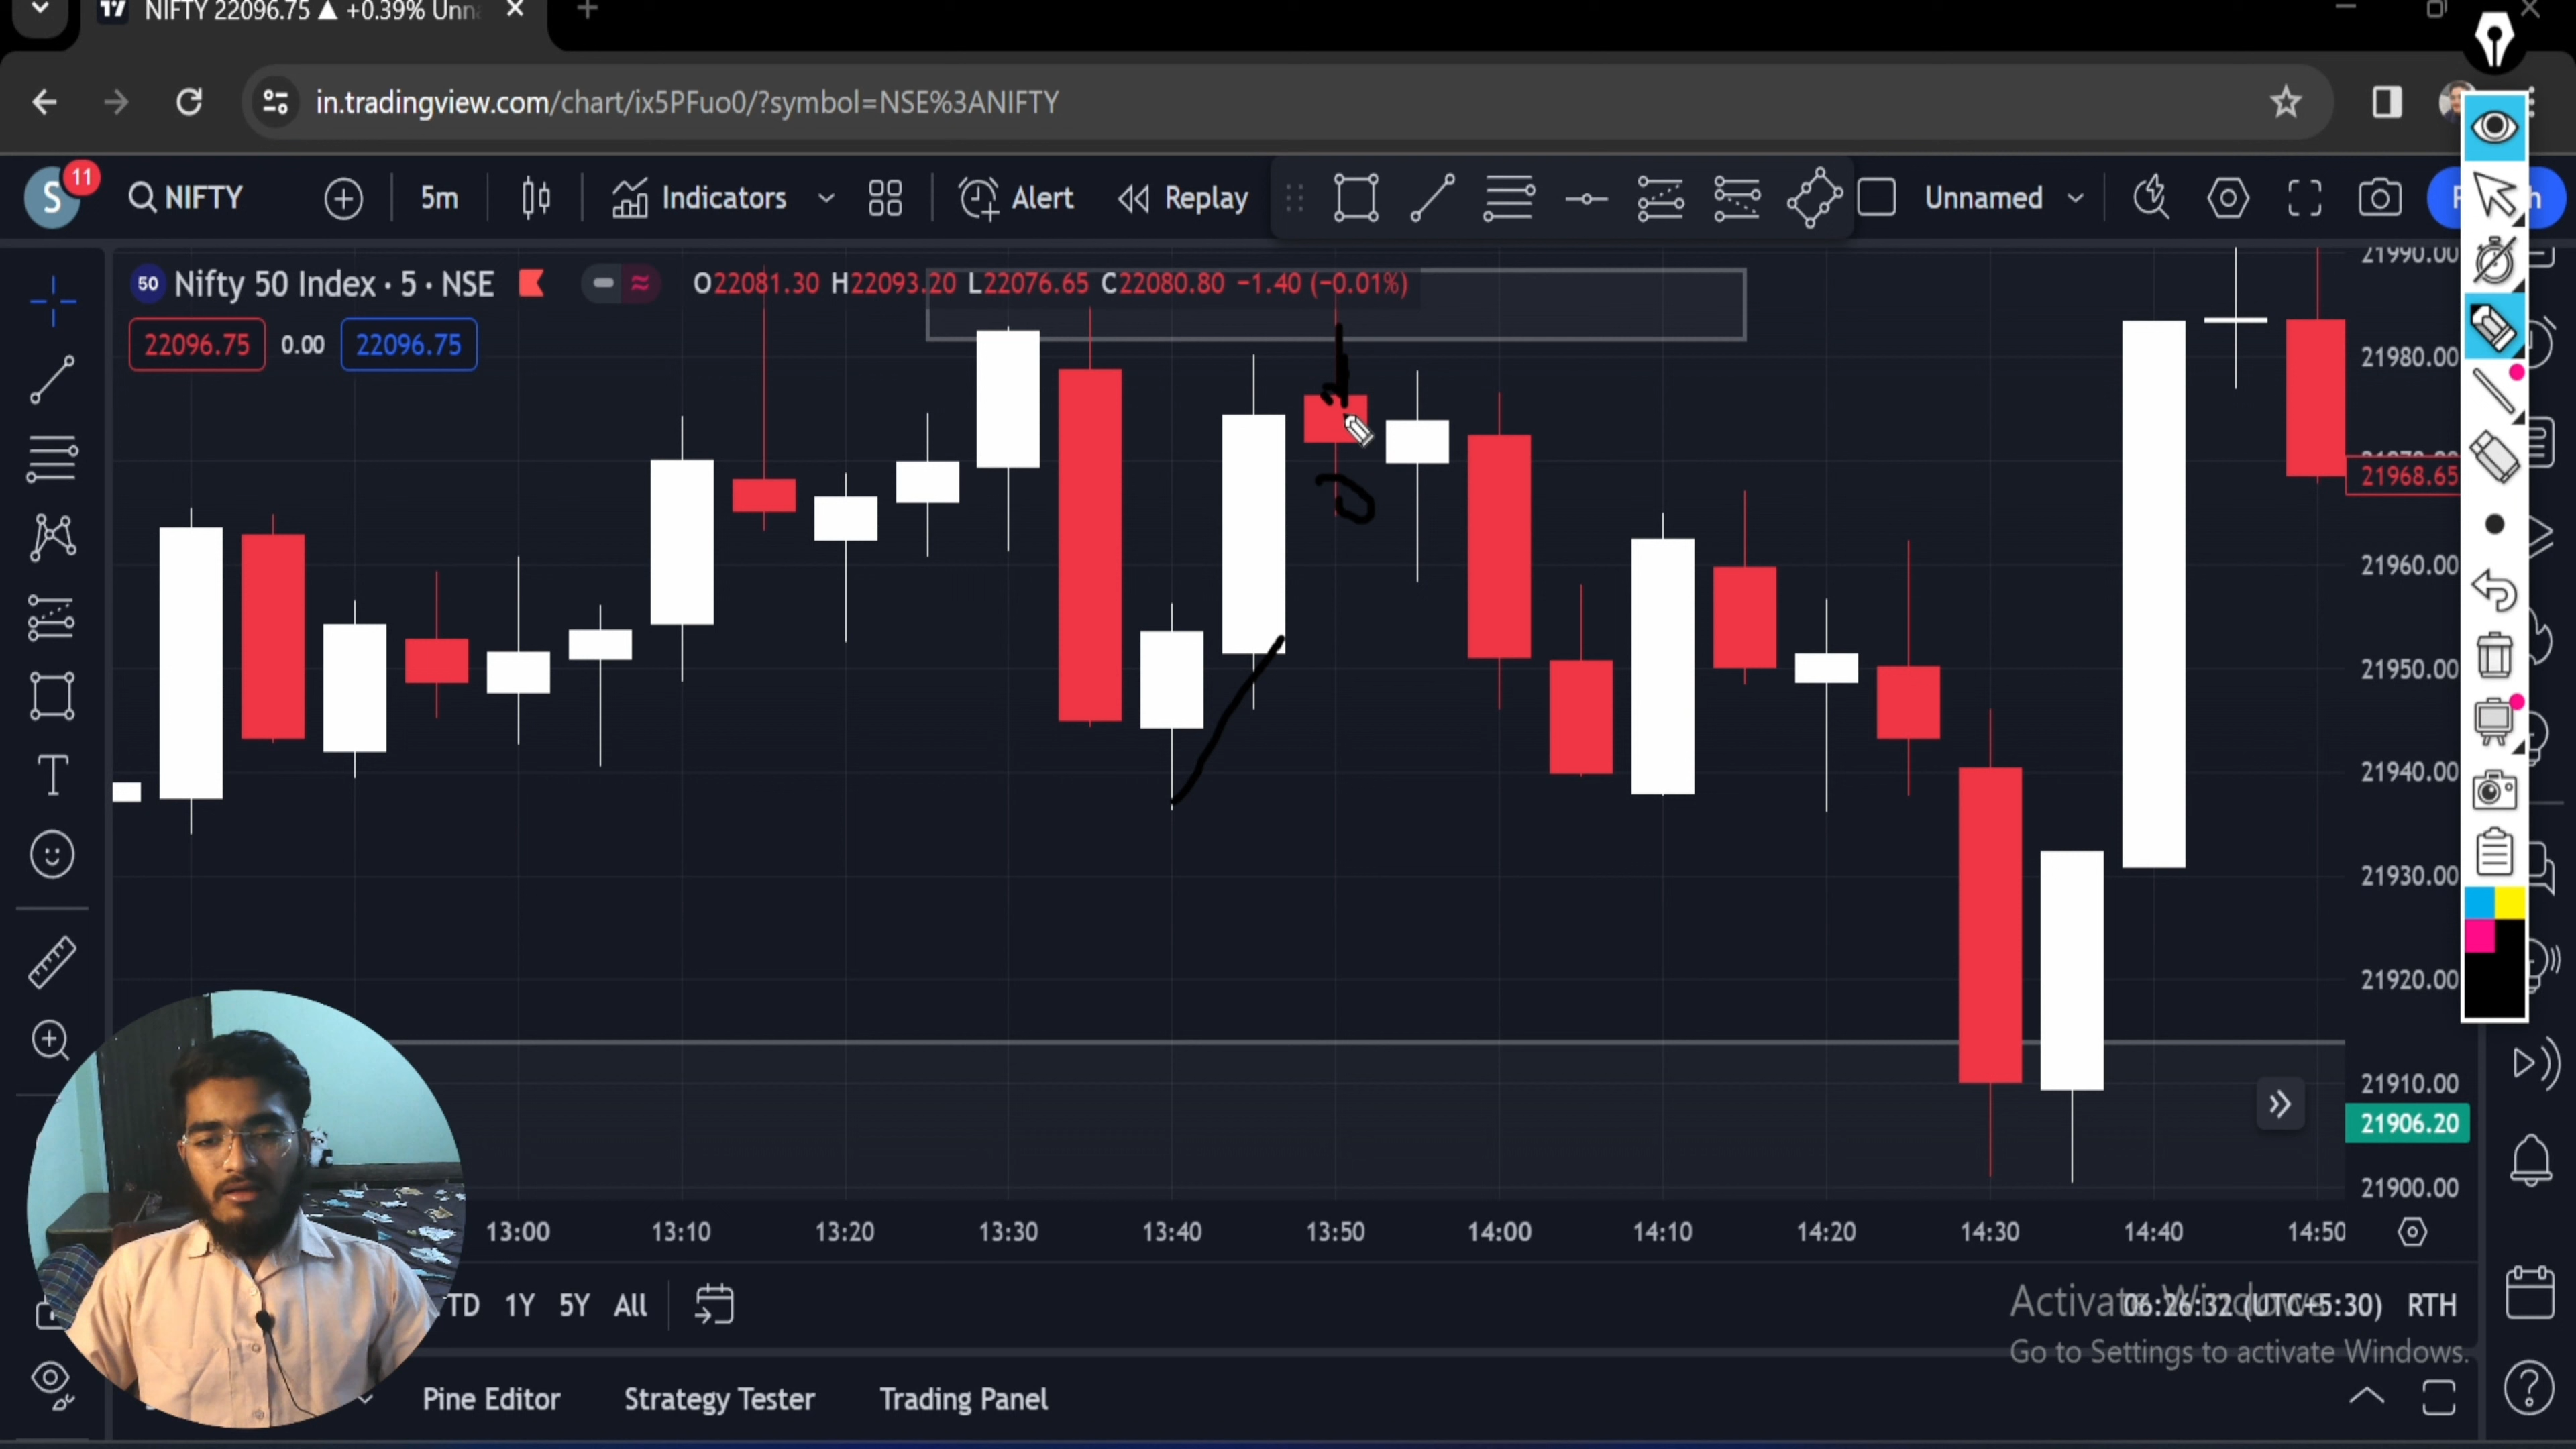 NIFTY 22096.75 ▲ +0.39% Unn
in.tradingview.com/chart/ix5PFuo0/?symbol=NSE%3ANIFTY
S 11 NIFTY 5m Indicators Alert Replay Unnamed
50 Nifty 50 Index · 5 · NSE O22081.30 H22093.20 L22076.65 C22080.80 −1.40 (−0.01%)
22096.75 0.00 22096.75
21990.00
21980.00
21968.65
21960.00
21950.00
21940.00
21930.00
21920.00
21910.00
21906.20
21900.00
13:00 13:10 13:20 13:30 13:40 13:50 14:00 14:10 14:20 14:30 14:40 14:50
TD 1Y 5Y All 06:26:32 (UTC+5:30) RTH
Activate Windows
Go to Settings to activate Windows.
Pine Editor Strategy Tester Trading Panel